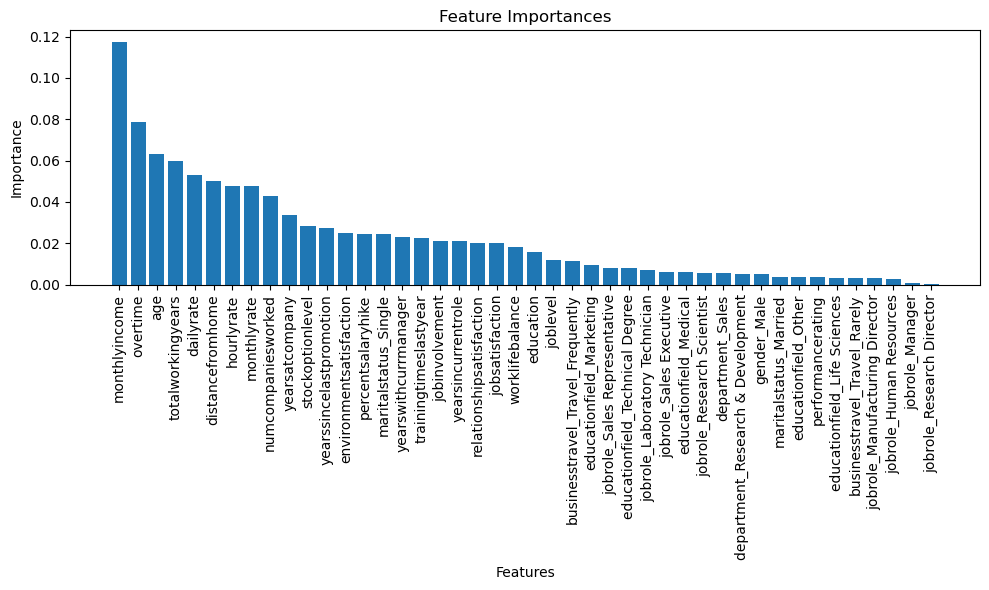 Feature Importances
Importance
0.12
0.10
0.08
0.06
0.04
0.02
0.00
monthlyincome
overtime
age
totalworkingyears
dailyrate
distancefromhome
hourlyrate
monthlyrate
numcompaniesworked
yearsatcompany
stockoptionlevel
yearssincelastpromotion
environmentsatisfaction
percentsalaryhike
maritalstatus_Single
yearswithcurrmanager
trainingtimeslastyear
jobinvolvement
yearsincurrentrole
relationshipsatisfaction
jobsatisfaction
worklifebalance
education
joblevel
businesstravel_Travel_Frequently
educationfield_Marketing
jobrole_Sales Representative
educationfield_Technical Degree
jobrole_Laboratory Technician
jobrole_Sales Executive
educationfield_Medical
jobrole_Research Scientist
department_Sales
department_Research & Development
gender_Male
maritalstatus_Married
educationfield_Other
performancerating
educationfield_Life Sciences
businesstravel_Travel_Rarely
jobrole_Manufacturing Director
jobrole_Human Resources
jobrole_Manager
jobrole_Research Director
Features